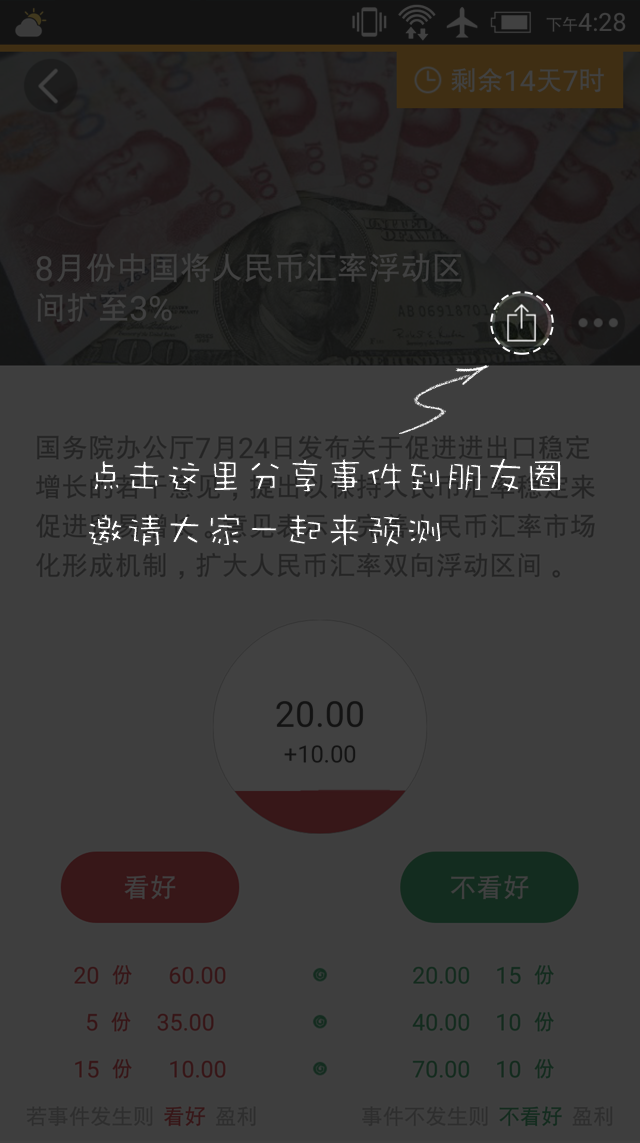 下午4:28
剩余14天7时
8月份中国将人民币汇率浮动区
间扩至3%
国务院办公厅7月24日发布关于促进进出口稳定
点击这里分享事件到朋友圈
增长的若干意见，提出以保持人民币汇率稳定来
邀请大家一起来预测
人民币汇率市场
化形成机制，扩大人民币汇率双向浮动区间。
20.00
+10.00
看好 不看好
20 份 60.00 20.00 15 份
5 份 35.00 40.00 10 份
15 份 10.00 70.00 10 份
若事件发生则 看好 盈利 事件不发生则 不看好 盈利